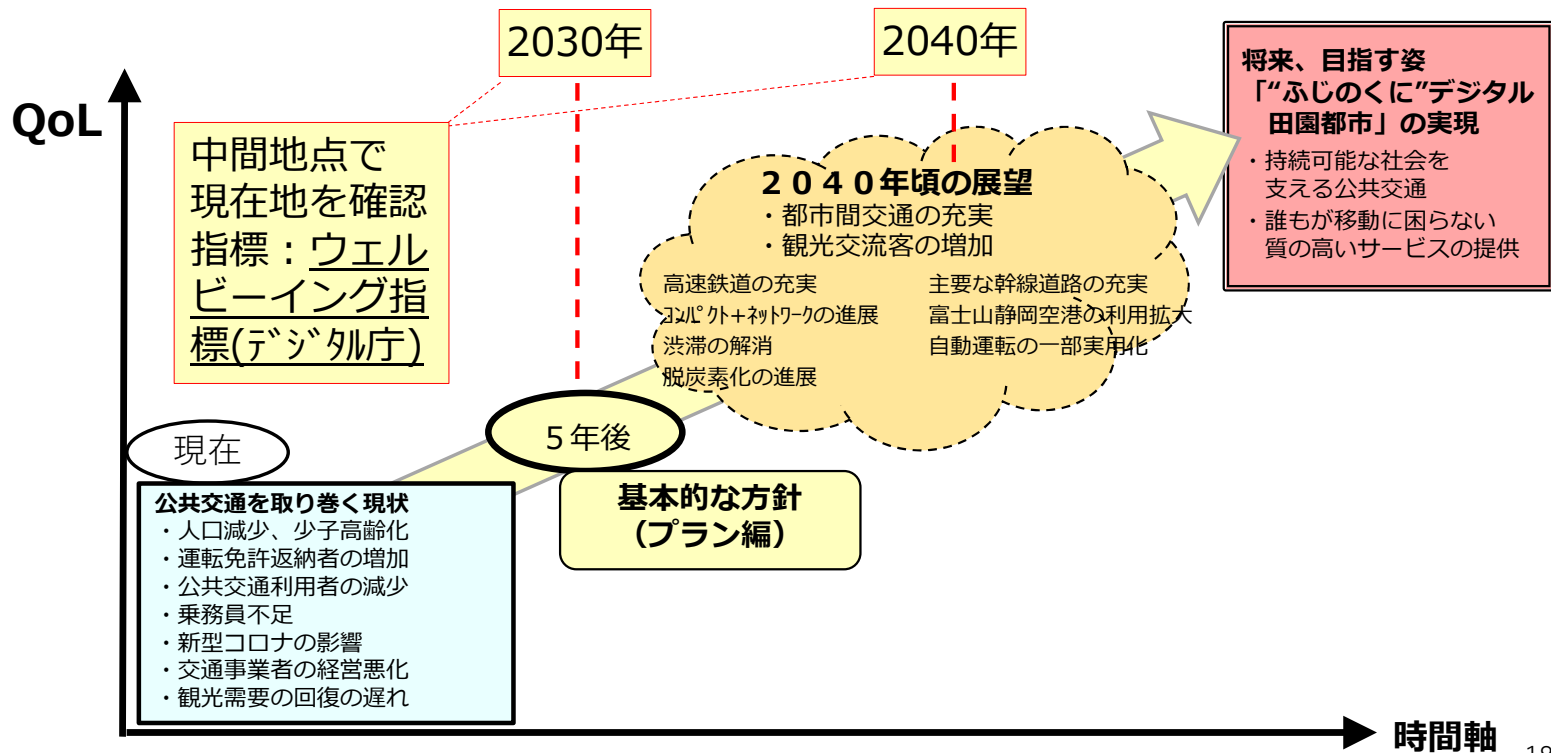 2030年
2040年
QoL
中間地点で
現在地を確認
指標：ウェル
ビーイング指
標(ﾃﾞｼﾞﾀﾙ庁)
将来、目指す姿
「“ふじのくに”デジタル
田園都市」の実現
・持続可能な社会を
支える公共交通
・誰もが移動に困らない
質の高いサービスの提供
２０４０年頃の展望
・都市間交通の充実
・観光交流客の増加
高速鉄道の充実
ｺﾝﾊﾟｸﾄ+ﾈｯﾄﾜｰｸの進展
渋滞の解消
脱炭素化の進展
主要な幹線道路の充実
富士山静岡空港の利用拡大
自動運転の一部実用化
５年後
基本的な方針
（プラン編）
現在
公共交通を取り巻く現状
・人口減少、少子高齢化
・運転免許返納者の増加
・公共交通利用者の減少
・乗務員不足
・新型コロナの影響
・交通事業者の経営悪化
・観光需要の回復の遅れ
時間軸